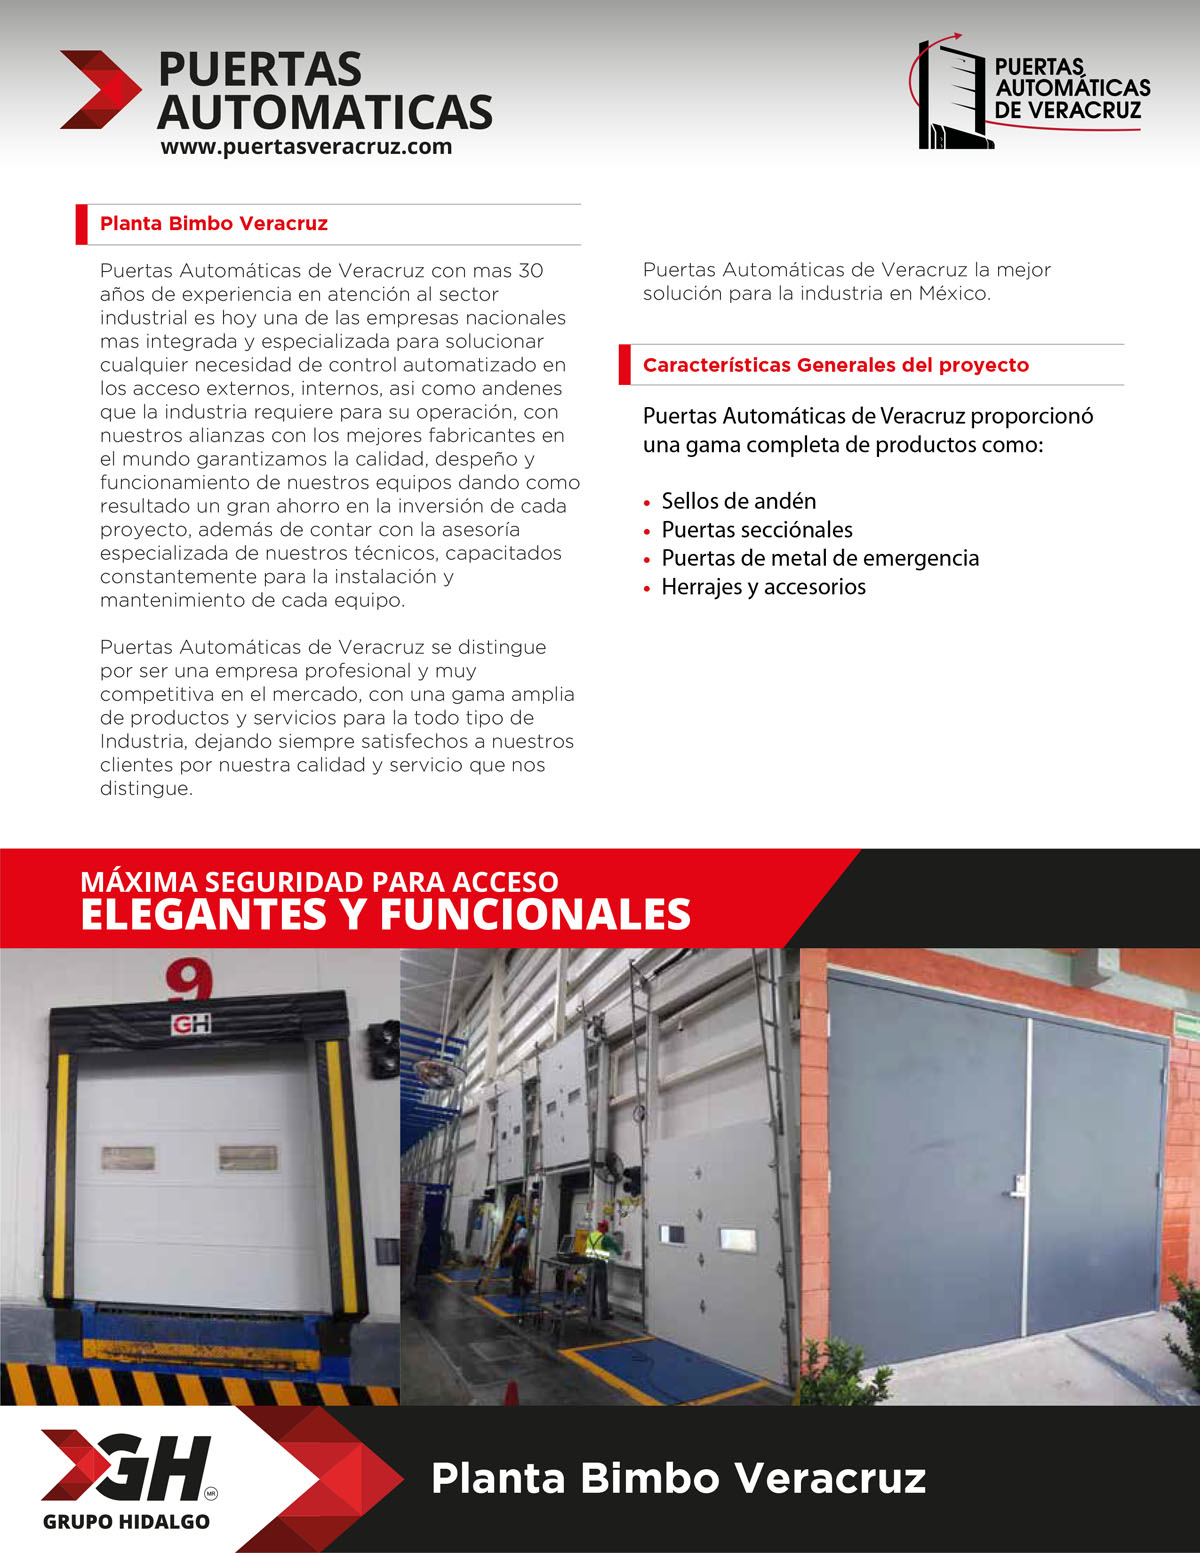 PUERTAS
AUTOMATICAS
www.puertasveracruz.com
PUERTAS
AUTOMÁTICAS
DE VERACRUZ
Planta Bimbo Veracruz
Puertas Automáticas de Veracruz con mas 30
años de experiencia en atención al sector
industrial es hoy una de las empresas nacionales
mas integrada y especializada para solucionar
cualquier necesidad de control automatizado en
los acceso externos, internos, asi como andenes
que la industria requiere para su operación, con
nuestros alianzas con los mejores fabricantes en
el mundo garantizamos la calidad, despeño y
funcionamiento de nuestros equipos dando como
resultado un gran ahorro en la inversión de cada
proyecto, además de contar con la asesoría
especializada de nuestros técnicos, capacitados
constantemente para la instalación y
mantenimiento de cada equipo.
Puertas Automáticas de Veracruz se distingue
por ser una empresa profesional y muy
competitiva en el mercado, con una gama amplia
de productos y servicios para la todo tipo de
Industria, dejando siempre satisfechos a nuestros
clientes por nuestra calidad y servicio que nos
distingue.
Puertas Automáticas de Veracruz la mejor
solución para la industria en México.
Características Generales del proyecto
Puertas Automáticas de Veracruz proporcionó
una gama completa de productos como:
• Sellos de andén
• Puertas secciónales
• Puertas de metal de emergencia
• Herrajes y accesorios
MÁXIMA SEGURIDAD PARA ACCESO
ELEGANTES Y FUNCIONALES
9
GH
GH
MR
GRUPO HIDALGO
Planta Bimbo Veracruz